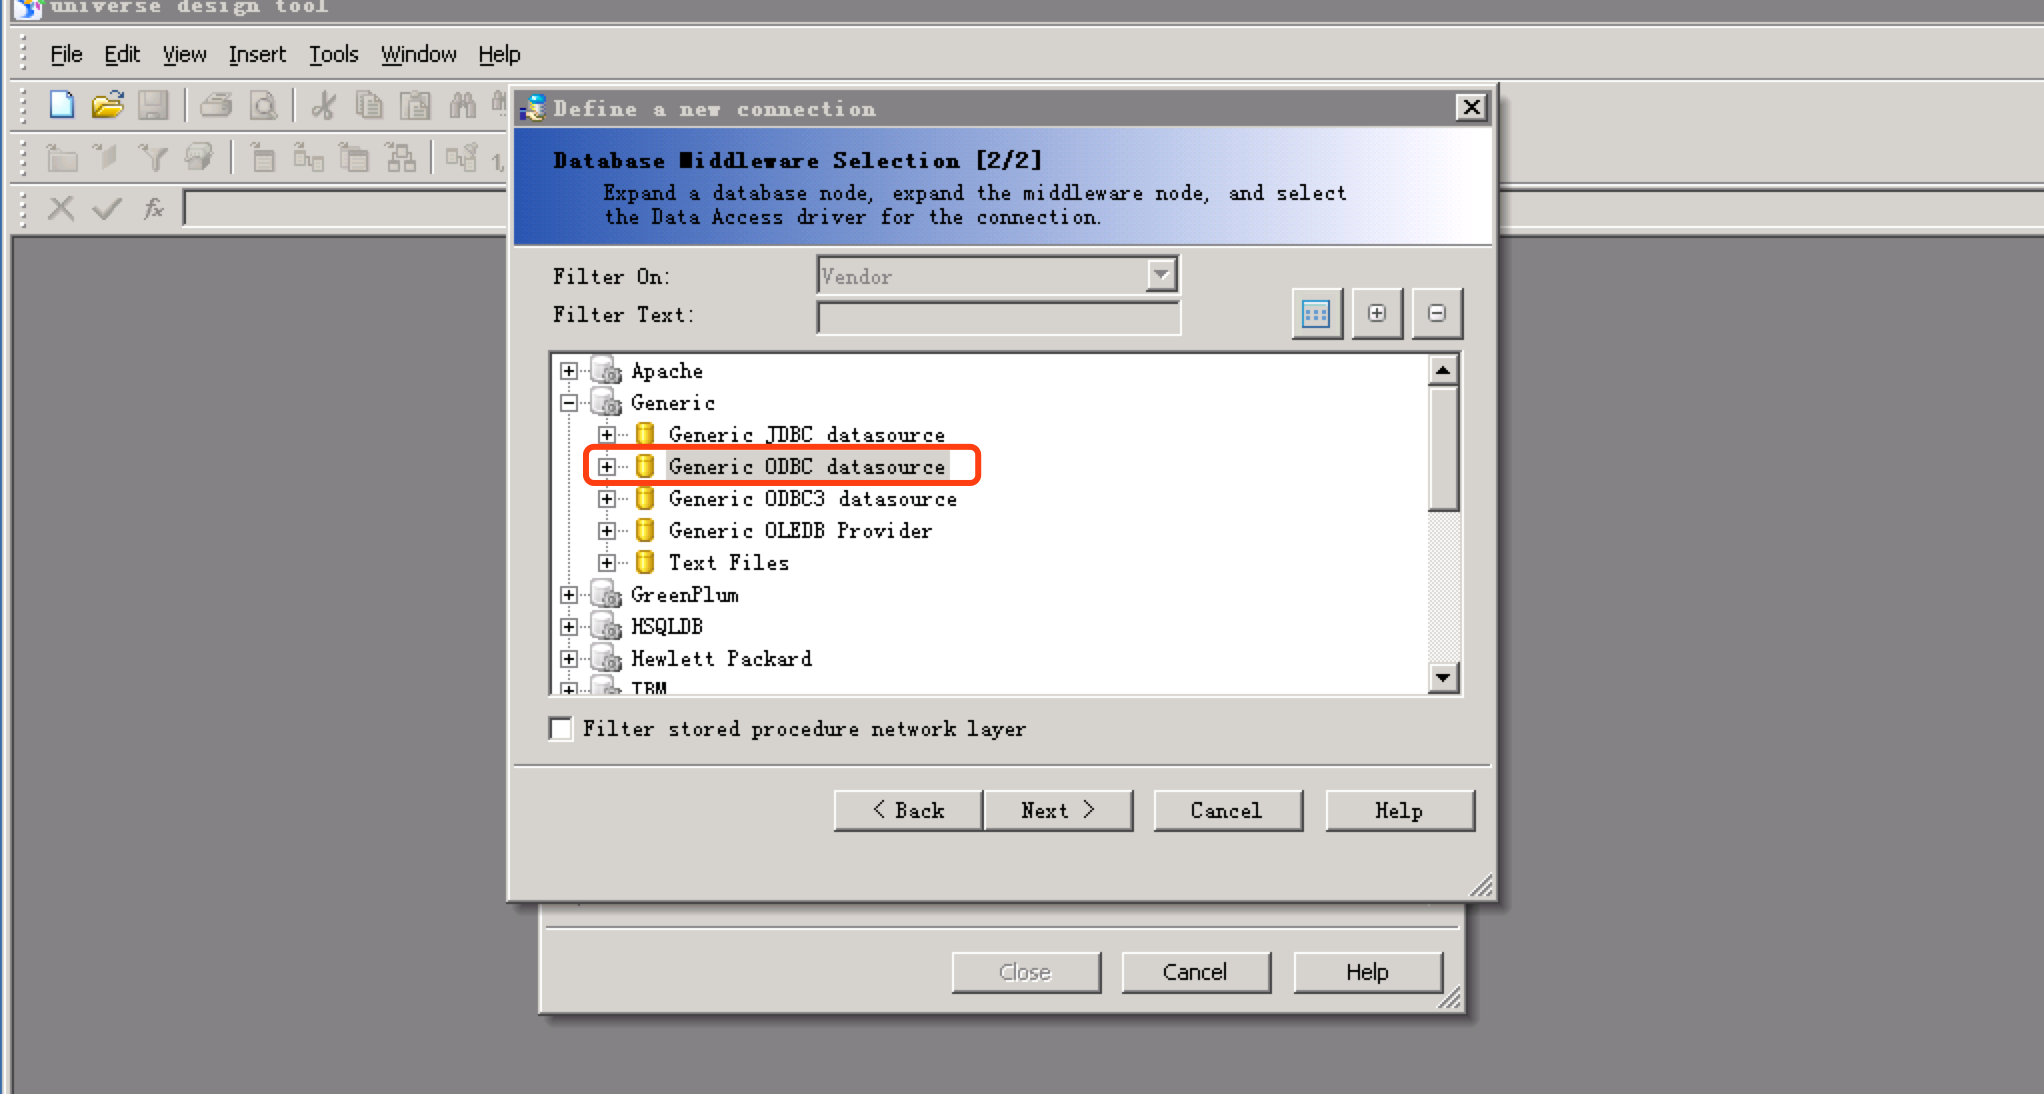 universe design tool
File Edit View Insert Tools Window Help
Define a new connection
Database Middleware Selection [2/2]
Expand a database node, expand the middleware node, and select
the Data Access driver for the connection.
Filter On: Vendor
Filter Text:
Apache
Generic
Generic JDBC datasource
Generic ODBC datasource
Generic ODBC3 datasource
Generic OLEDB Provider
Text Files
GreenPlum
HSQLDB
Hewlett Packard
IBM
Filter stored procedure network layer
< Back Next > Cancel Help
Close Cancel Help